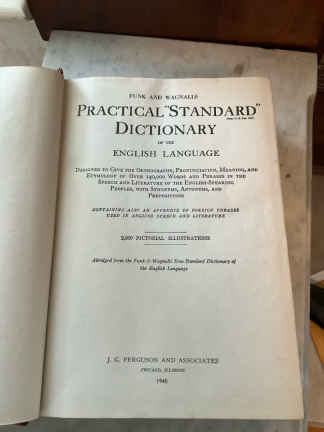 FUNK AND WAGNALLS
PRACTICAL "STANDARD"
DICTIONARY
OF THE
ENGLISH LANGUAGE
DESIGNED TO GIVE THE ORTHOGRAPHY, PRONUNCIATION, MEANING, AND
ETYMOLOGY OF OVER 140,000 WORDS AND PHRASES IN THE
SPEECH AND LITERATURE OF THE ENGLISH-SPEAKING
PEOPLES, WITH SYNONYMS, ANTONYMS, AND
PREPOSITIONS
CONTAINING ALSO AN APPENDIX OF FOREIGN PHRASES
USED IN ENGLISH SPEECH AND LITERATURE
2,500 PICTORIAL ILLUSTRATIONS
Abridged from the Funk & Wagnalls New Standard Dictionary of
the English Language
J. G. FERGUSON AND ASSOCIATES
CHICAGO, ILLINOIS
1946